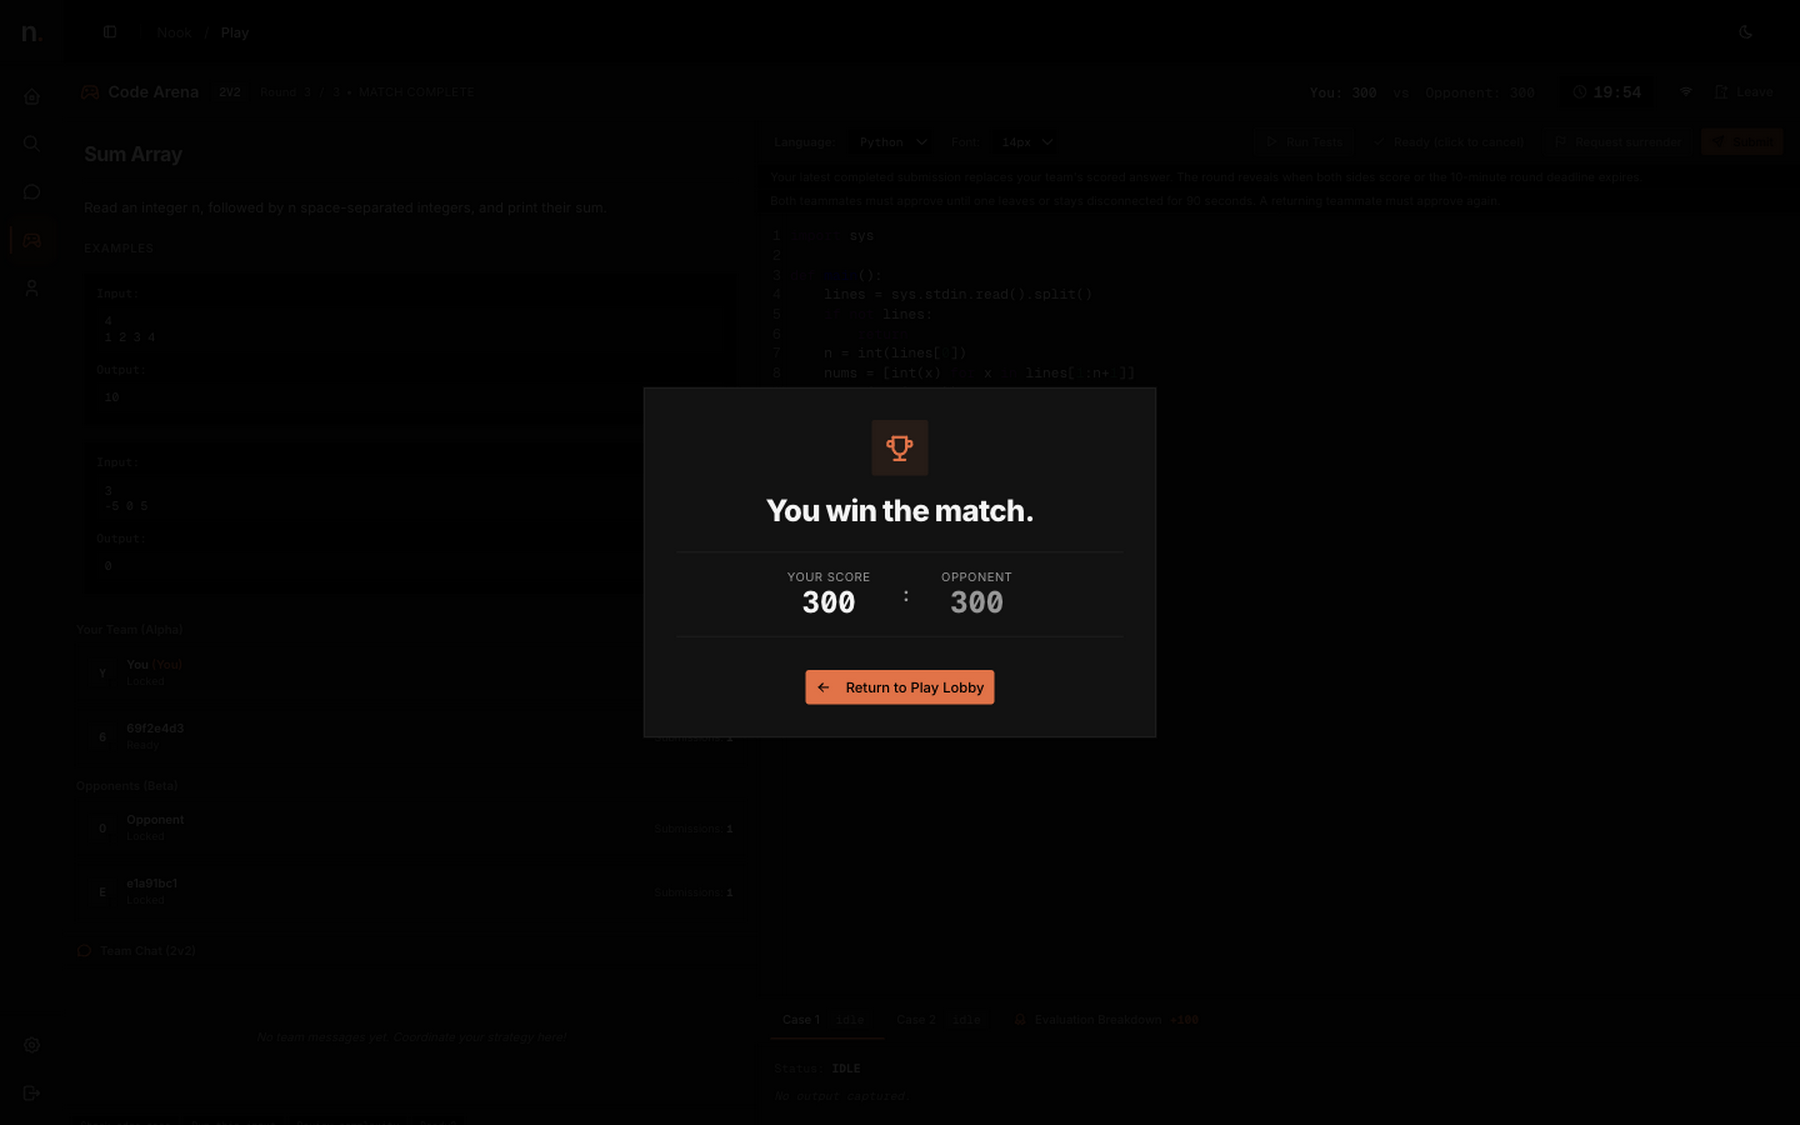 n.
Nook / Play
Code Arena 2V2 Round 3 / 3 • MATCH COMPLETE
You: 300 vs Opponent: 300 19:54 Leave
Sum Array
Read an integer n, followed by n space-separated integers, and print their sum.
EXAMPLES
Input:
4
1 2 3 4
Output:
10
Input:
3
-5 0 5
Output:
0
Your Team (Alpha)
Y You (You)
Locked
6 69f2e4d3
Ready
Submissions: 1
Opponents (Beta)
O Opponent
Locked
Submissions: 1
E e1a91bc1
Locked
Submissions: 1
Team Chat (2v2)
No team messages yet. Coordinate your strategy here!
Language: Python Font: 14px Run Tests Ready (click to cancel) Request surrender Submit
Your latest completed submission replaces your team's scored answer. The round reveals when both sides score or the 10-minute round deadline expires.
Both teammates must approve until one leaves or stays disconnected for 90 seconds. A returning teammate must approve again.
1 import sys
2
3 ():
4 lines = sys.stdin.read().split()
5 lines:
6
7 n = int(lines[0])
8 nums = [int(x) for x in lines[1:n+1]]
You win the match.
YOUR SCORE : OPPONENT
300 300
Return to Play Lobby
Case 1 idle Case 2 idle Evaluation Breakdown +100
Status: IDLE
No output captured.